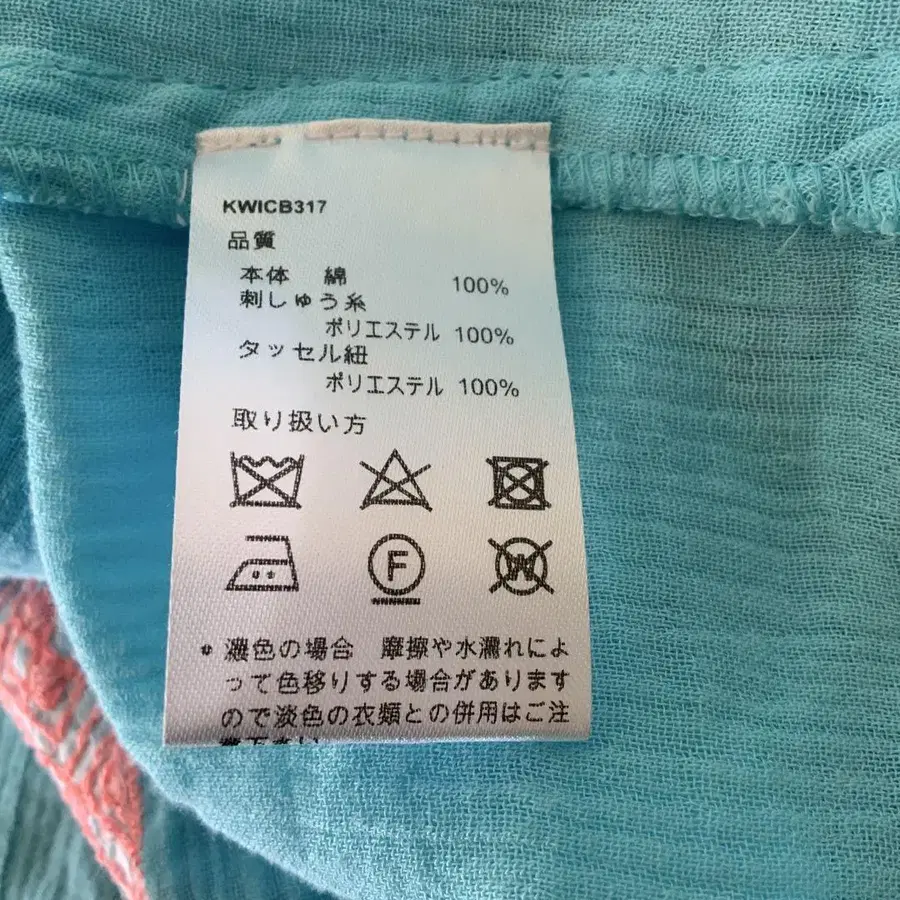 KWICB317
品質
本体 綿 100%
刺しゅう糸
ポリエステル 100%
タッセル紐
ポリエステル 100%
取り扱い方
F
W
* 濃色の場合 摩擦や水濡れによ
って色移りする場合があります
ので淡色の衣類との併用はご注